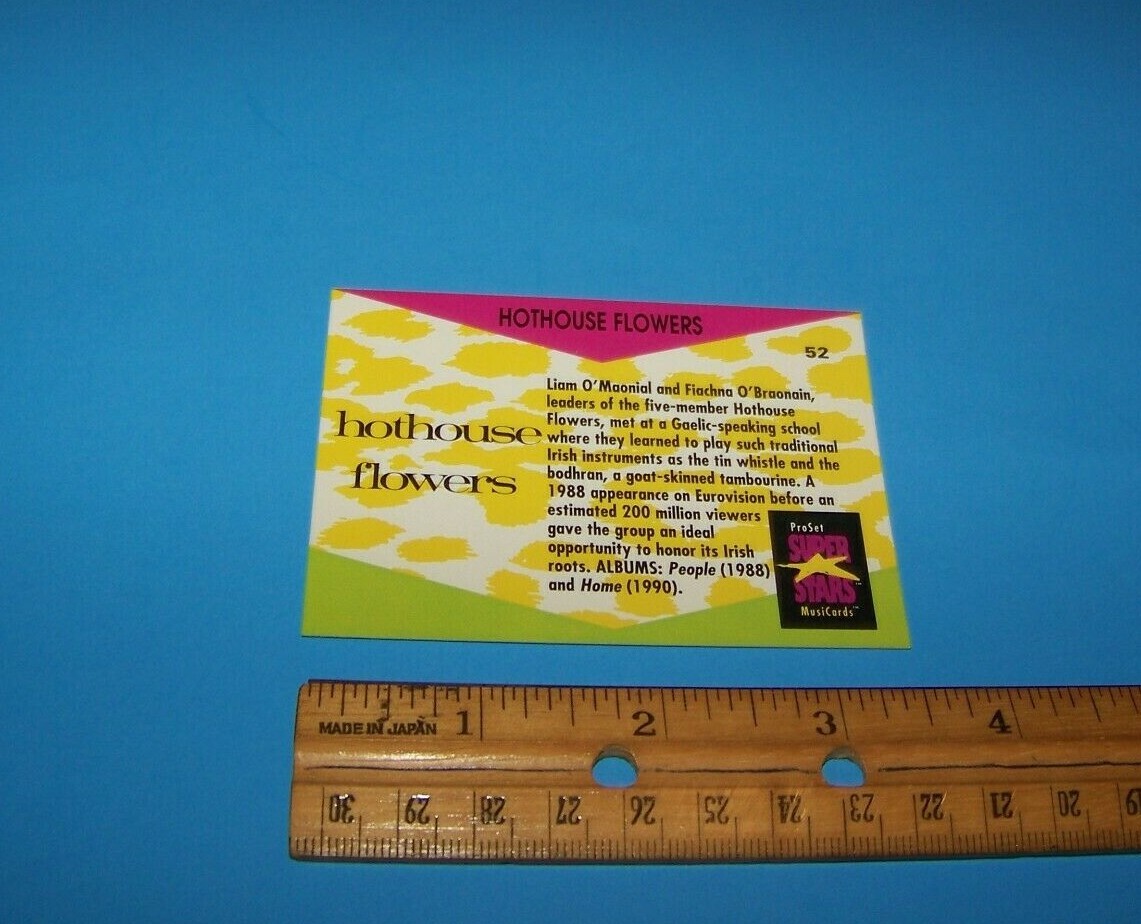 HOTHOUSE FLOWERS
52
hothouse
flowers
Liam O'Maonial and Fiachna O'Braonain,
leaders of the five-member Hothouse
Flowers, met at a Gaelic-speaking school
where they learned to play such traditional
Irish instruments as the tin whistle and the
bodhran, a goat-skinned tambourine. A
1988 appearance on Eurovision before an
estimated 200 million viewers
gave the group an ideal
opportunity to honor its Irish
roots. ALBUMS: People (1988)
and Home (1990).
ProSet
SUPER
STARS™
MusiCards™
MADE IN JAPAN 1 2 3 4
30 29 28 27 26 25 24 23 22 21 20 19